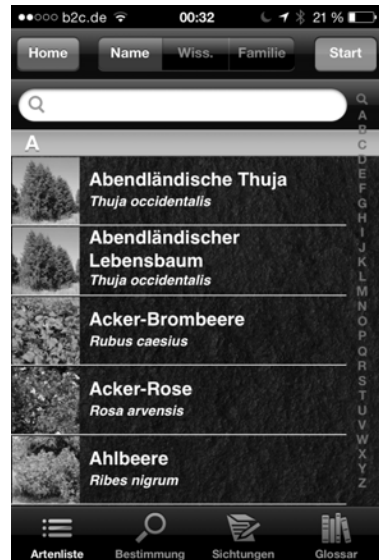 b2c.de 00:32 21 %
Home Name Wiss. Familie Start
A
Abendländische Thuja
Thuja occidentalis
Abendländischer
Lebensbaum
Thuja occidentalis
Acker-Brombeere
Rubus caesius
Acker-Rose
Rosa arvensis
Ahlbeere
Ribes nigrum
A
B
C
D
E
F
G
H
I
J
K
L
M
N
O
P
Q
R
S
T
U
V
W
X
Y
Z
Artenliste Bestimmung Sichtungen Glossar